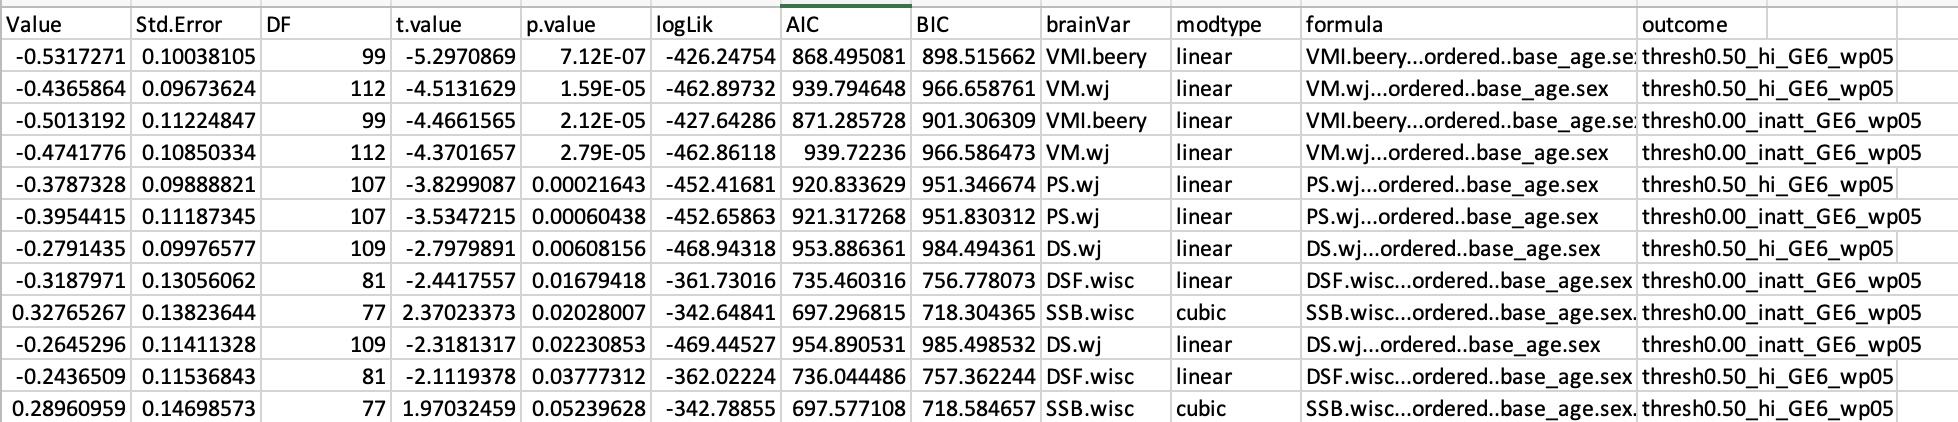 Value Std.Error DF t.value p.value logLik AIC BIC brainVar modtype formula outcome
-0.5317271 0.10038105 99 -5.2970869 7.12E-07 -426.24754 868.495081 898.515662 VMI.beery linear VMI.beery...ordered..base_age.se: thresh0.50_hi_GE6_wp05
-0.4365864 0.09673624 112 -4.5131629 1.59E-05 -462.89732 939.794648 966.658761 VM.wj linear VM.wj...ordered..base_age.sex thresh0.50_hi_GE6_wp05
-0.5013192 0.11224847 99 -4.4661565 2.12E-05 -427.64286 871.285728 901.306309 VMI.beery linear VMI.beery...ordered..base_age.se: thresh0.00_inatt_GE6_wp05
-0.4741776 0.10850334 112 -4.3701657 2.79E-05 -462.86118 939.72236 966.586473 VM.wj linear VM.wj...ordered..base_age.sex thresh0.00_inatt_GE6_wp05
-0.3787328 0.09888821 107 -3.8299087 0.00021643 -452.41681 920.833629 951.346674 PS.wj linear PS.wj...ordered..base_age.sex thresh0.50_hi_GE6_wp05
-0.3954415 0.11187345 107 -3.5347215 0.00060438 -452.65863 921.317268 951.830312 PS.wj linear PS.wj...ordered..base_age.sex thresh0.00_inatt_GE6_wp05
-0.2791435 0.09976577 109 -2.7979891 0.00608156 -468.94318 953.886361 984.494361 DS.wj linear DS.wj...ordered..base_age.sex thresh0.50_hi_GE6_wp05
-0.3187971 0.13056062 81 -2.4417557 0.01679418 -361.73016 735.460316 756.778073 DSF.wisc linear DSF.wisc...ordered..base_age.sex thresh0.00_inatt_GE6_wp05
0.32765267 0.13823644 77 2.37023373 0.02028007 -342.64841 697.296815 718.304365 SSB.wisc cubic SSB.wisc...ordered..base_age.sex. thresh0.00_inatt_GE6_wp05
-0.2645296 0.11411328 109 -2.3181317 0.02230853 -469.44527 954.890531 985.498532 DS.wj linear DS.wj...ordered..base_age.sex thresh0.00_inatt_GE6_wp05
-0.2436509 0.11536843 81 -2.1119378 0.03777312 -362.02224 736.044486 757.362244 DSF.wisc linear DSF.wisc...ordered..base_age.sex thresh0.50_hi_GE6_wp05
0.28960959 0.14698573 77 1.97032459 0.05239628 -342.78855 697.577108 718.584657 SSB.wisc cubic SSB.wisc...ordered..base_age.sex. thresh0.50_hi_GE6_wp05